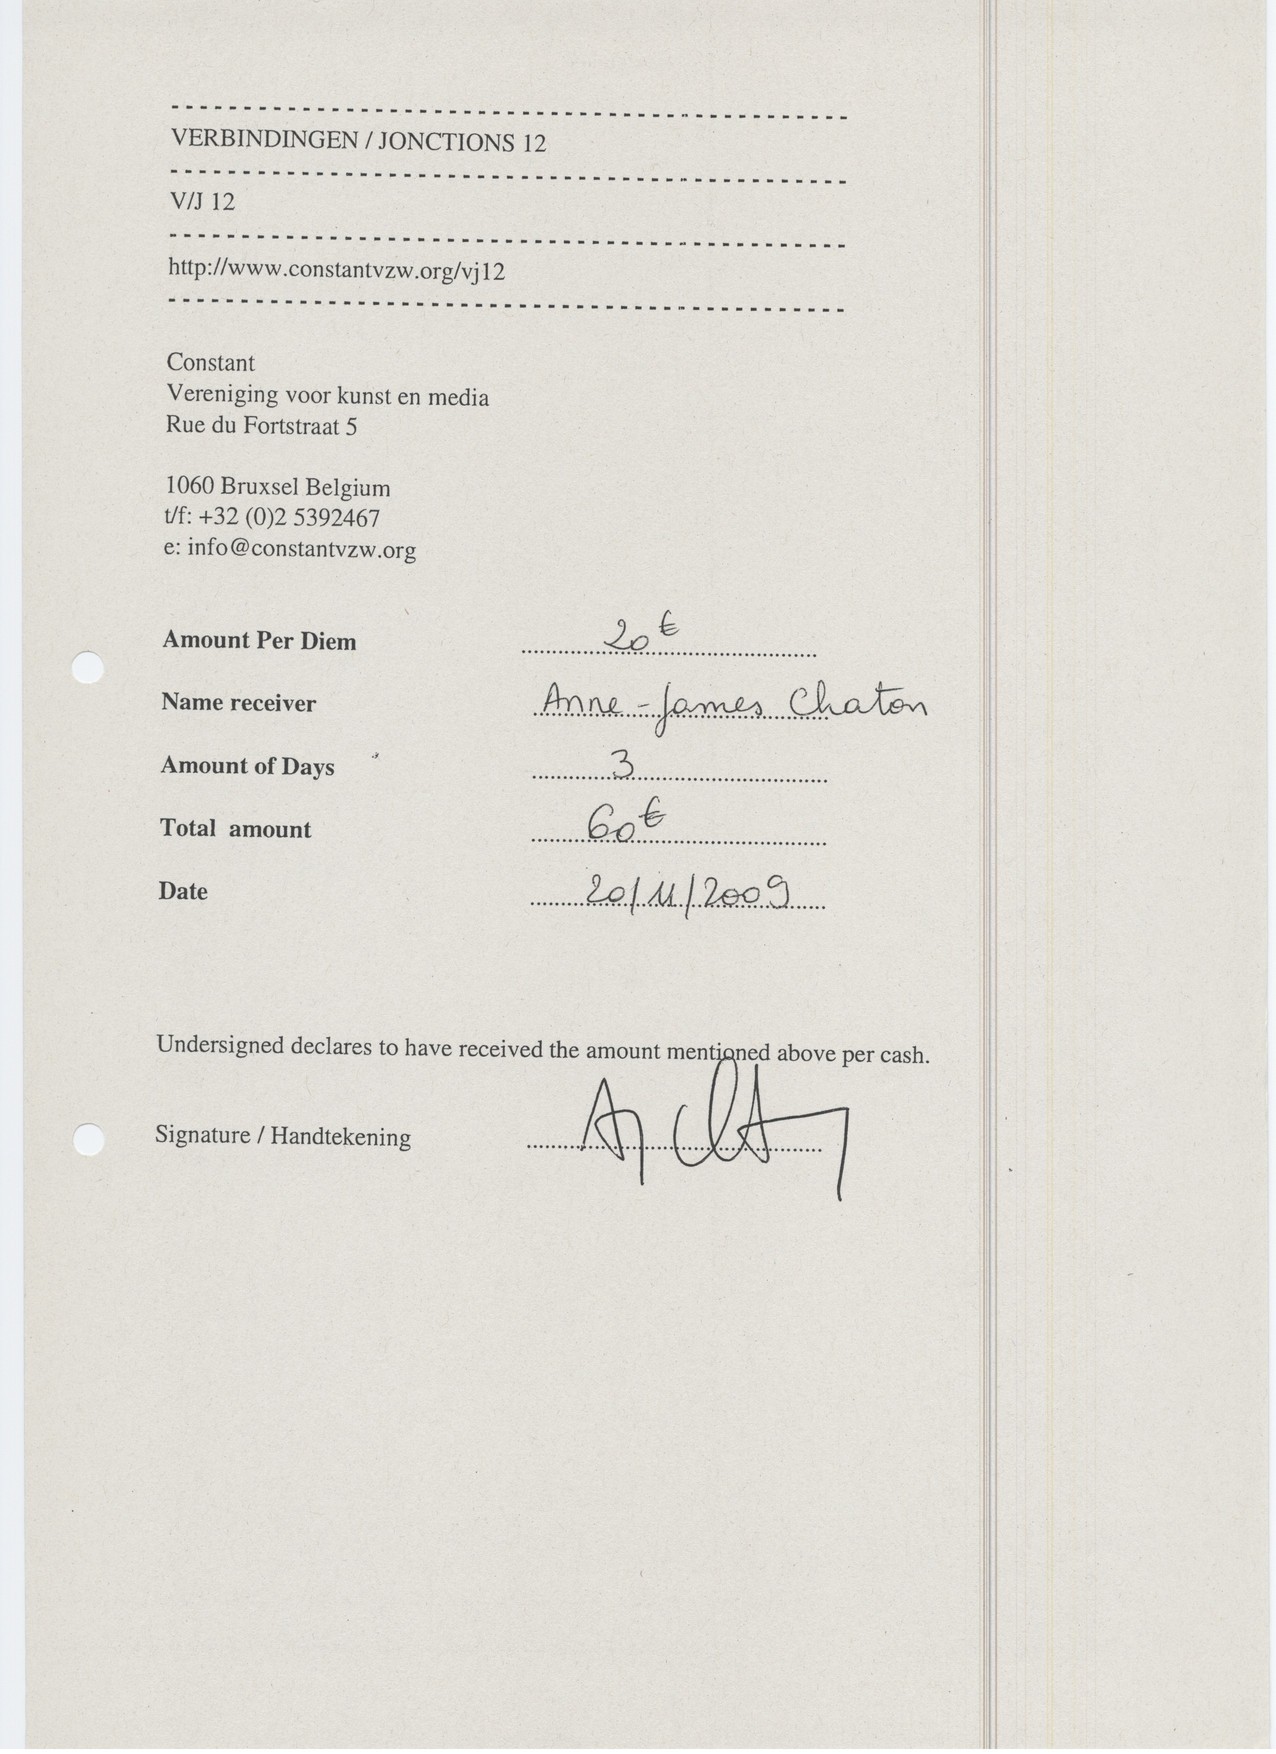 VERBINDINGEN / JONCTIONS 12
V/J 12
http://www.constantvzw.org/vj12
Constant
Vereniging voor kunst en media
Rue du Fortstraat 5
1060 Bruxsel Belgium
t/f: +32 (0)2 5392467
e: info@constantvzw.org
Amount Per Diem 20€
Name receiver Anne-James Chaton
Amount of Days 3
Total amount 60€
Date 20/11/2009
Undersigned declares to have received the amount mentioned above per cash.
Signature / Handtekening